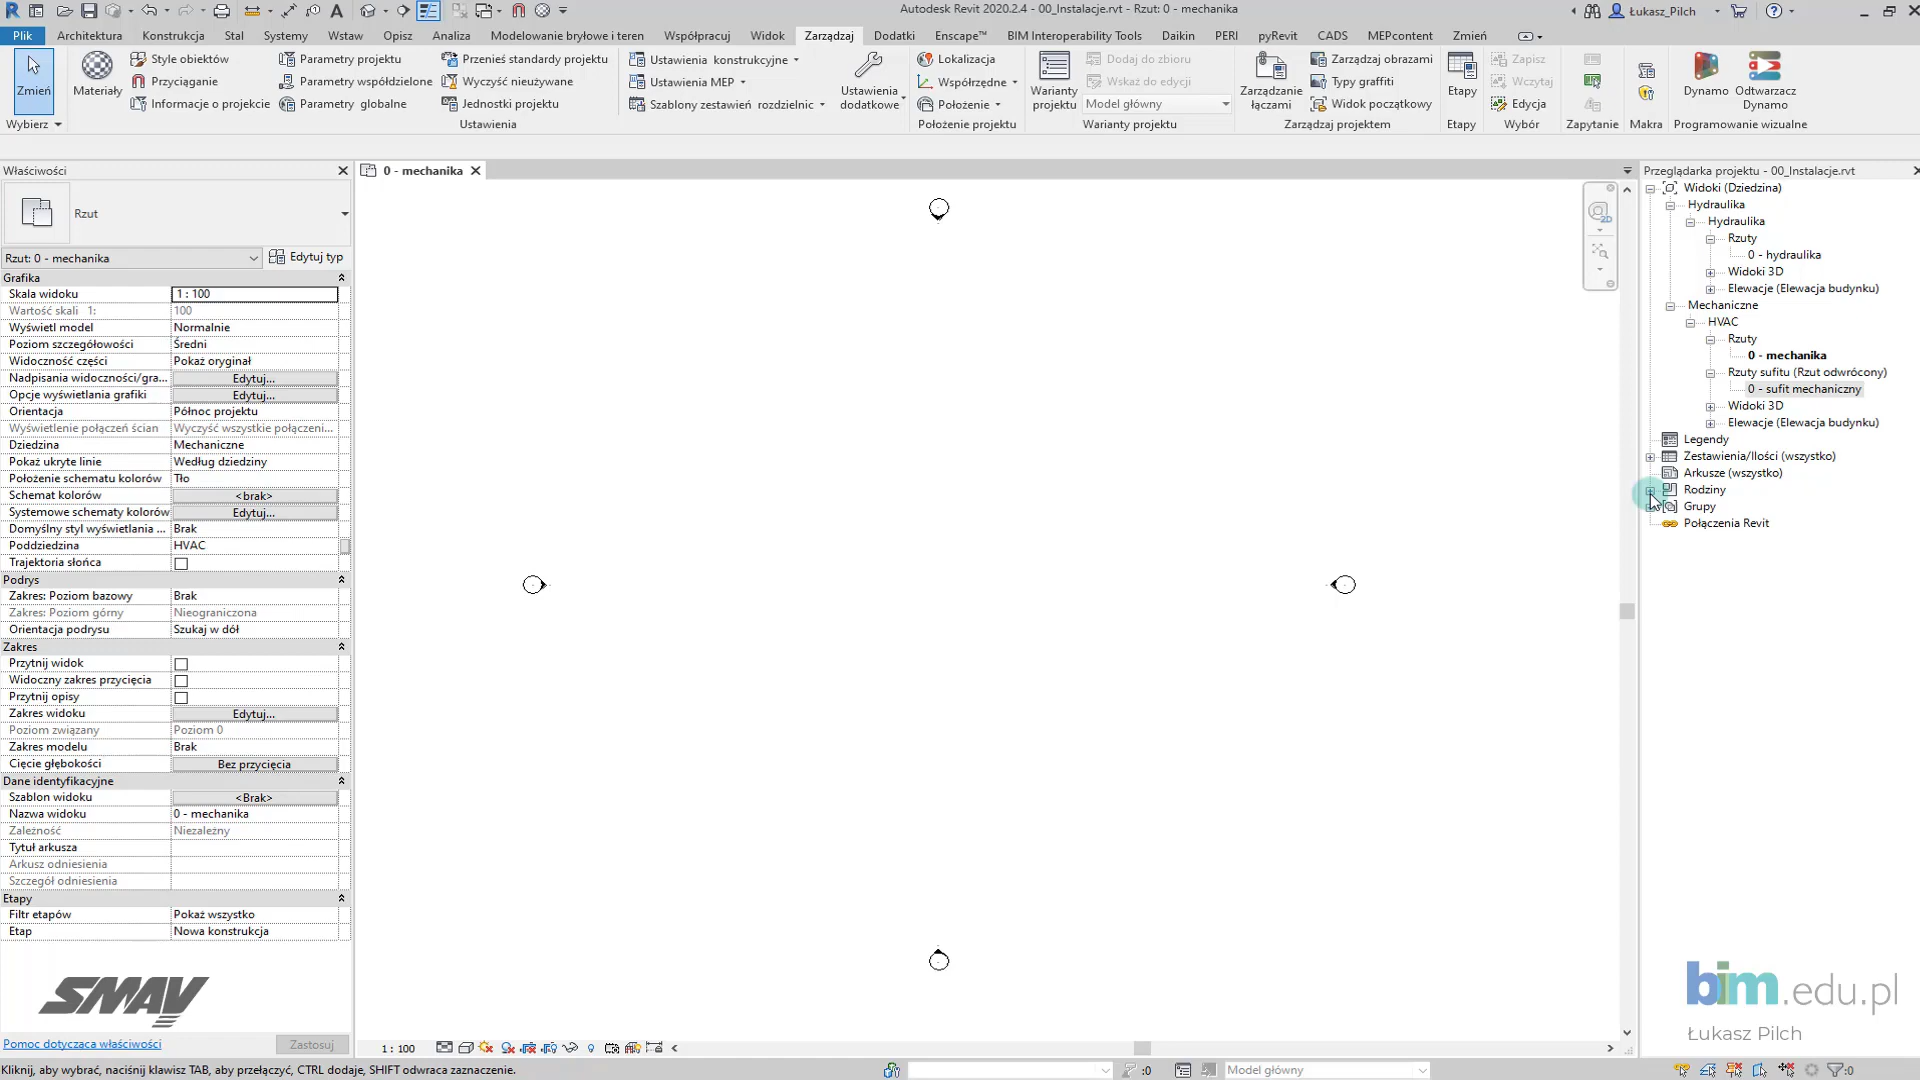 Autodesk Revit 2020.2.4 - 00_Instalacje.rvt - Rzut: 0 - mechanika
Łukasz_Pilch
Plik Architektura Konstrukcja Stal Systemy Wstaw Opisz Analiza Modelowanie bryłowe i teren Współpracuj Widok Zarządzaj Dodatki Enscape™ BIM Interoperability Tools Daikin PERI pyRevit CADS MEPcontent Zmień
Zmień
Wybierz
Materiały
Style obiektów
Przyciąganie
Informacje o projekcie
Parametry projektu
Parametry współdzielone
Parametry globalne
Przenieś standardy projektu
Wyczyść nieużywane
Jednostki projektu
Ustawienia konstrukcyjne
Ustawienia MEP
Szablony zestawień rozdzielnic
Ustawienia dodatkowe
Ustawienia
Lokalizacja
Współrzędne
Położenie
Położenie projektu
Warianty projektu
Dodaj do zbioru
Wskaż do edycji
Model główny
Warianty projektu
Zarządzanie łączami
Zarządzaj obrazami
Typy graffiti
Widok początkowy
Zarządzaj projektem
Etapy
Etapy
Zapisz
Wczytaj
Edycja
Wybór
Zapytanie
Makra
Dynamo
Odtwarzacz Dynamo
Programowanie wizualne
Właściwości
Rzut
Rzut: 0 - mechanika
Edytuj typ
Grafika
Skala widoku 1 : 100
Wartość skali 1: 100
Wyświetl model Normalnie
Poziom szczegółowości Średni
Widoczność części Pokaż oryginał
Nadpisania widoczności/gra... Edytuj...
Opcje wyświetlania grafiki Edytuj...
Orientacja Północ projektu
Wyświetlenie połączeń ścian Wyczyść wszystkie połączeni...
Dziedzina Mechaniczne
Pokaż ukryte linie Według dziedziny
Położenie schematu kolorów Tło
Schemat kolorów <brak>
Systemowe schematy kolorów Edytuj...
Domyślny styl wyświetlania ... Brak
Poddziedzina HVAC
Trajektoria słońca
Podrys
Zakres: Poziom bazowy Brak
Zakres: Poziom górny Nieograniczona
Orientacja podrysu Szukaj w dół
Zakres
Przytnij widok
Widoczny zakres przycięcia
Przytnij opisy
Zakres widoku Edytuj...
Poziom związany Poziom 0
Zakres modelu Brak
Cięcie głębokości Bez przycięcia
Dane identyfikacyjne
Szablon widoku <Brak>
Nazwa widoku 0 - mechanika
Zależność Niezależny
Tytuł arkusza
Arkusz odniesienia
Szczegół odniesienia
Etapy
Filtr etapów Pokaż wszystko
Etap Nowa konstrukcja
SMAY
Pomoc dotycząca właściwości
Zastosuj
0 - mechanika
2D
1 : 100
Przeglądarka projektu - 00_Instalacje.rvt
Widoki (Dziedzina)
Hydraulika
Hydraulika
Rzuty
0 - hydraulika
Widoki 3D
Elewacje (Elewacja budynku)
Mechaniczne
HVAC
Rzuty
0 - mechanika
Rzuty sufitu (Rzut odwrócony)
0 - sufit mechaniczny
Widoki 3D
Elewacje (Elewacja budynku)
Legendy
Zestawienia/Ilości (wszystko)
Arkusze (wszystko)
Rodziny
Grupy
Połączenia Revit
bim.edu.pl
Łukasz Pilch
Kliknij, aby wybrać, naciśnij klawisz TAB, aby przełączyć, CTRL dodaje, SHIFT odwraca zaznaczenie.
:0
Model główny
:0